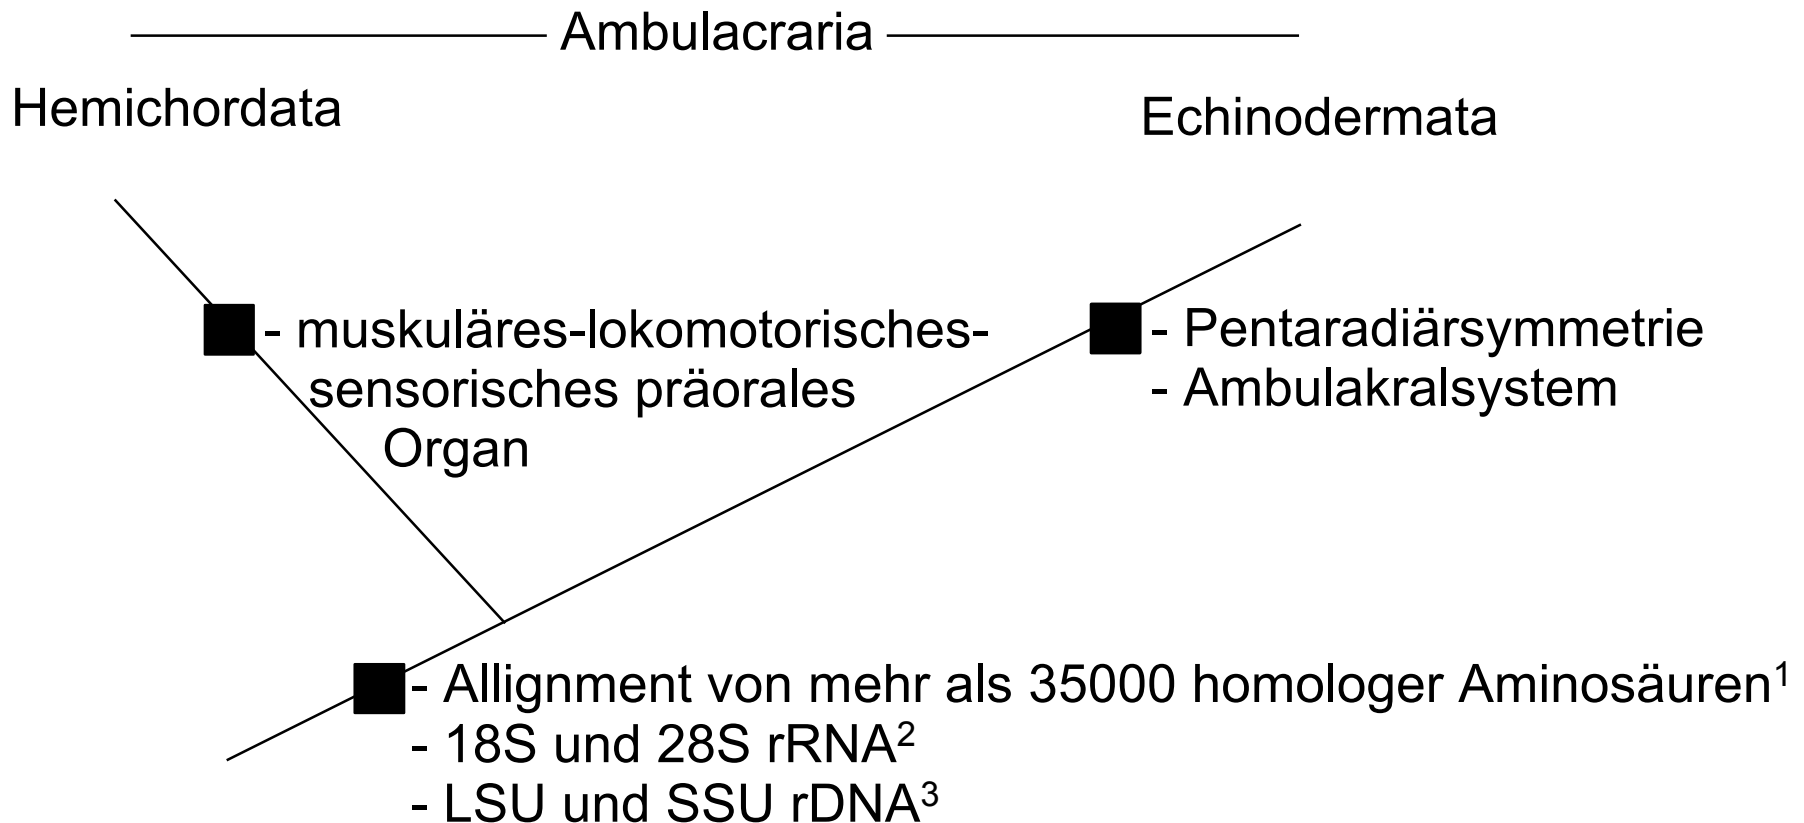 Ambulacraria
Hemichordata
Echinodermata
- muskuläres-lokomotorisches-
sensorisches präorales
Organ
- Pentaradiärsymmetrie
- Ambulakralsystem
- Allignment von mehr als 35000 homologer Aminosäuren¹
- 18S und 28S rRNA²
- LSU und SSU rDNA³